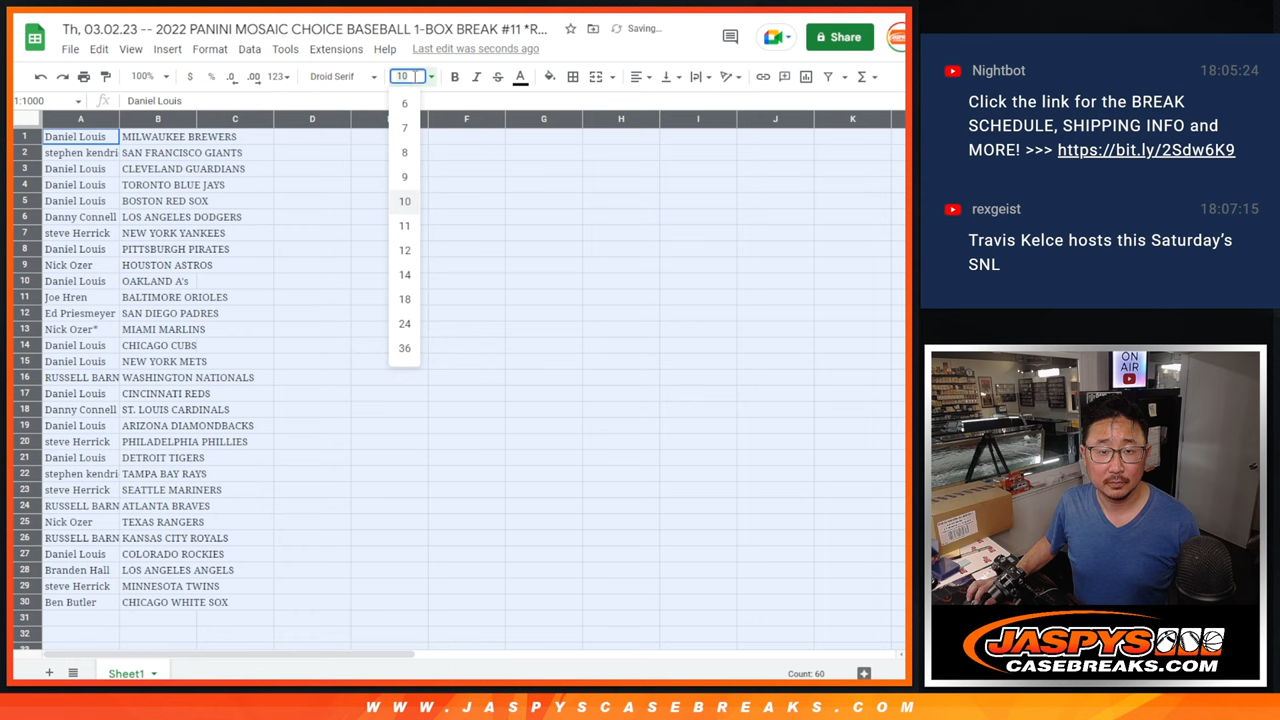 Th, 03.02.23 -- 2022 PANINI MOSAIC CHOICE BASEBALL 1-BOX BREAK #11 *R...
Saving...
Share
File Edit View Insert Format Data Tools Extensions Help Last edit was seconds ago
100% $ % .0 .00 123 Droid Serif 10 B I S A
1:1000 fx Daniel Louis
A B C D G H I J K
1 Daniel Louis MILWAUKEE BREWERS
2 stephen kendri SAN FRANCISCO GIANTS
3 Daniel Louis CLEVELAND GUARDIANS
4 Daniel Louis TORONTO BLUE JAYS
5 Daniel Louis BOSTON RED SOX
6 Danny Connell LOS ANGELES DODGERS
7 steve Herrick NEW YORK YANKEES
8 Daniel Louis PITTSBURGH PIRATES
9 Nick Ozer HOUSTON ASTROS
10 Daniel Louis OAKLAND A's
11 Joe Hren BALTIMORE ORIOLES
12 Ed Priesmeyer SAN DIEGO PADRES
13 Nick Ozer* MIAMI MARLINS
14 Daniel Louis CHICAGO CUBS
15 Daniel Louis NEW YORK METS
16 RUSSELL BARN WASHINGTON NATIONALS
17 Daniel Louis CINCINNATI REDS
18 Danny Connell ST. LOUIS CARDINALS
19 Daniel Louis ARIZONA DIAMONDBACKS
20 steve Herrick PHILADELPHIA PHILLIES
21 Daniel Louis DETROIT TIGERS
22 stephen kendri TAMPA BAY RAYS
23 steve Herrick SEATTLE MARINERS
24 RUSSELL BARN ATLANTA BRAVES
25 Nick Ozer TEXAS RANGERS
26 RUSSELL BARN KANSAS CITY ROYALS
27 Daniel Louis COLORADO ROCKIES
28 Branden Hall LOS ANGELES ANGELS
29 steve Herrick MINNESOTA TWINS
30 Ben Butler CHICAGO WHITE SOX
31
32
6
7
8
9
10
11
12
14
18
24
36
Sheet1
Count: 60
Nightbot 18:05:24
Click the link for the BREAK
SCHEDULE, SHIPPING INFO and
MORE! >>> https://bit.ly/2Sdw6K9
rexgeist 18:07:15
Travis Kelce hosts this Saturday's
SNL
ON
AIR
JASPYS
CASEBREAKS.COM
WWW.JASPYSCASEBREAKS.COM